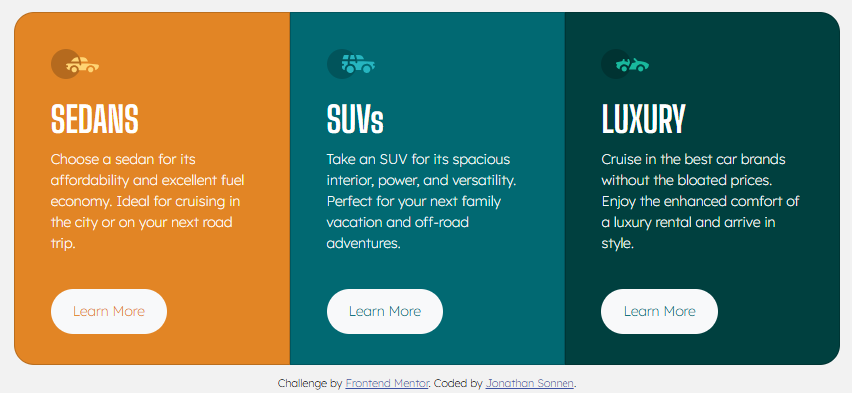 SEDANS
Choose a sedan for its
affordability and excellent fuel
economy. Ideal for cruising in
the city or on your next road
trip.
Learn More
SUVs
Take an SUV for its spacious
interior, power, and versatility.
Perfect for your next family
vacation and off-road
adventures.
Learn More
LUXURY
Cruise in the best car brands
without the bloated prices.
Enjoy the enhanced comfort of
a luxury rental and arrive in
style.
Learn More
Challenge by Frontend Mentor. Coded by Jonathan Sonnen.